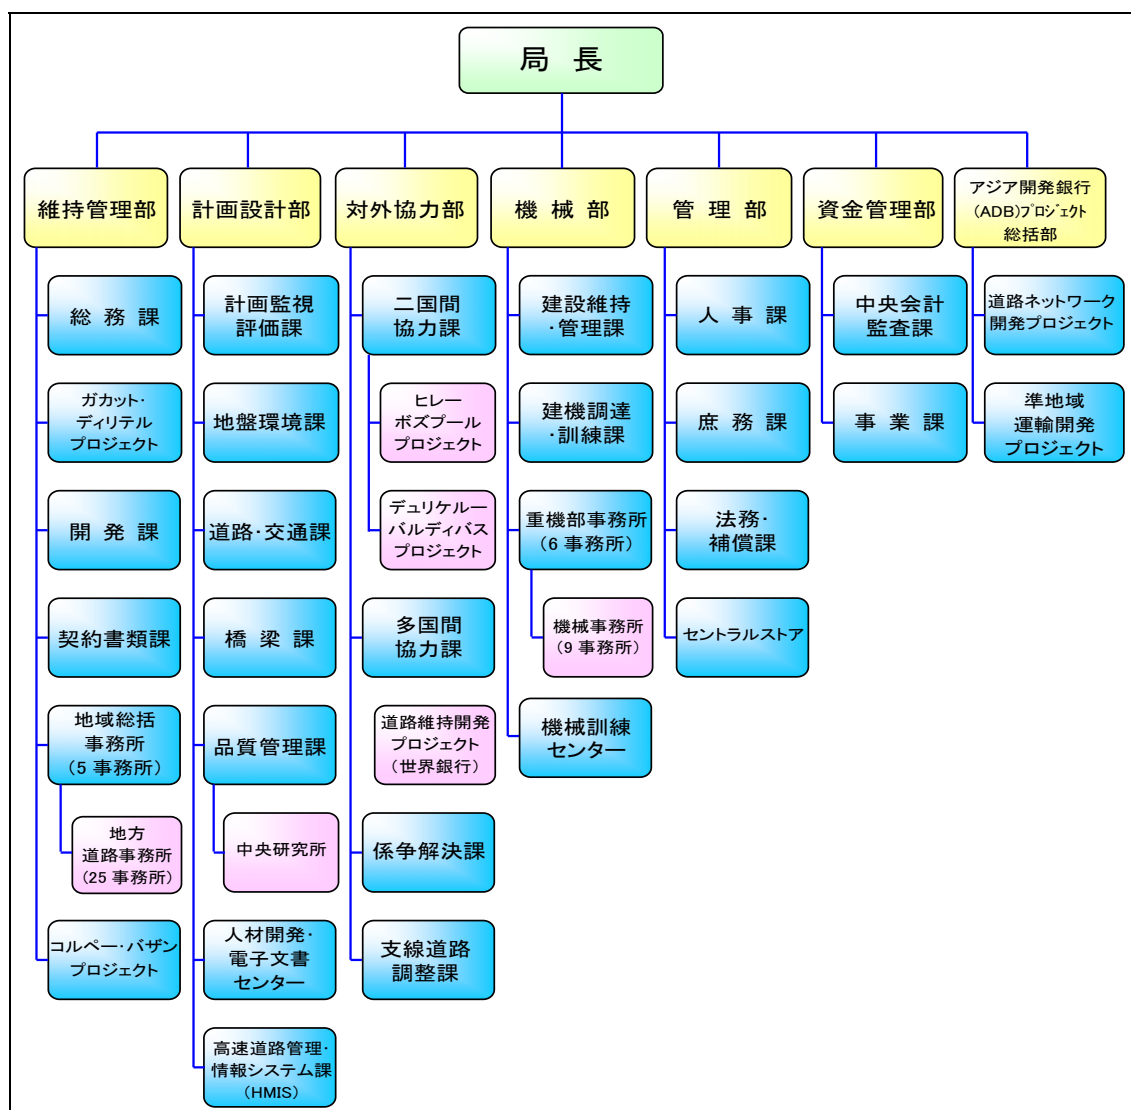 局 長
維持管理部
総 務 課
ガカット・
ディリテル
プロジェクト
開 発 課
契約書類課
地域総括
事務所
(5 事務所)
地方
道路事務所
(25 事務所)
コルペー・バザン
プロジェクト
計画設計部
計画監視
評価課
地盤環境課
道路・交通課
橋 梁 課
品質管理課
中央研究所
人材開発・
電子文書
センター
高速道路管理・
情報システム課
(HMIS)
対外協力部
二国間
協力課
ヒレー
ボズプール
プロジェクト
デュリケルー
バルディバス
プロジェクト
多国間
協力課
道路維持開発
プロジェクト
(世界銀行)
係争解決課
支線道路
調整課
機 械 部
建設維持
・管理課
建機調達
・訓練課
重機部事務所
(6 事務所)
機械事務所
(9 事務所)
機械訓練
センター
管 理 部
人 事 課
庶 務 課
法務・
補償課
セントラルストア
資金管理部
中央会計
監査課
事 業 課
アジア開発銀行
(ADB)プロジェクト
総括部
道路ネットワーク
開発プロジェクト
準地域
運輸開発
プロジェクト